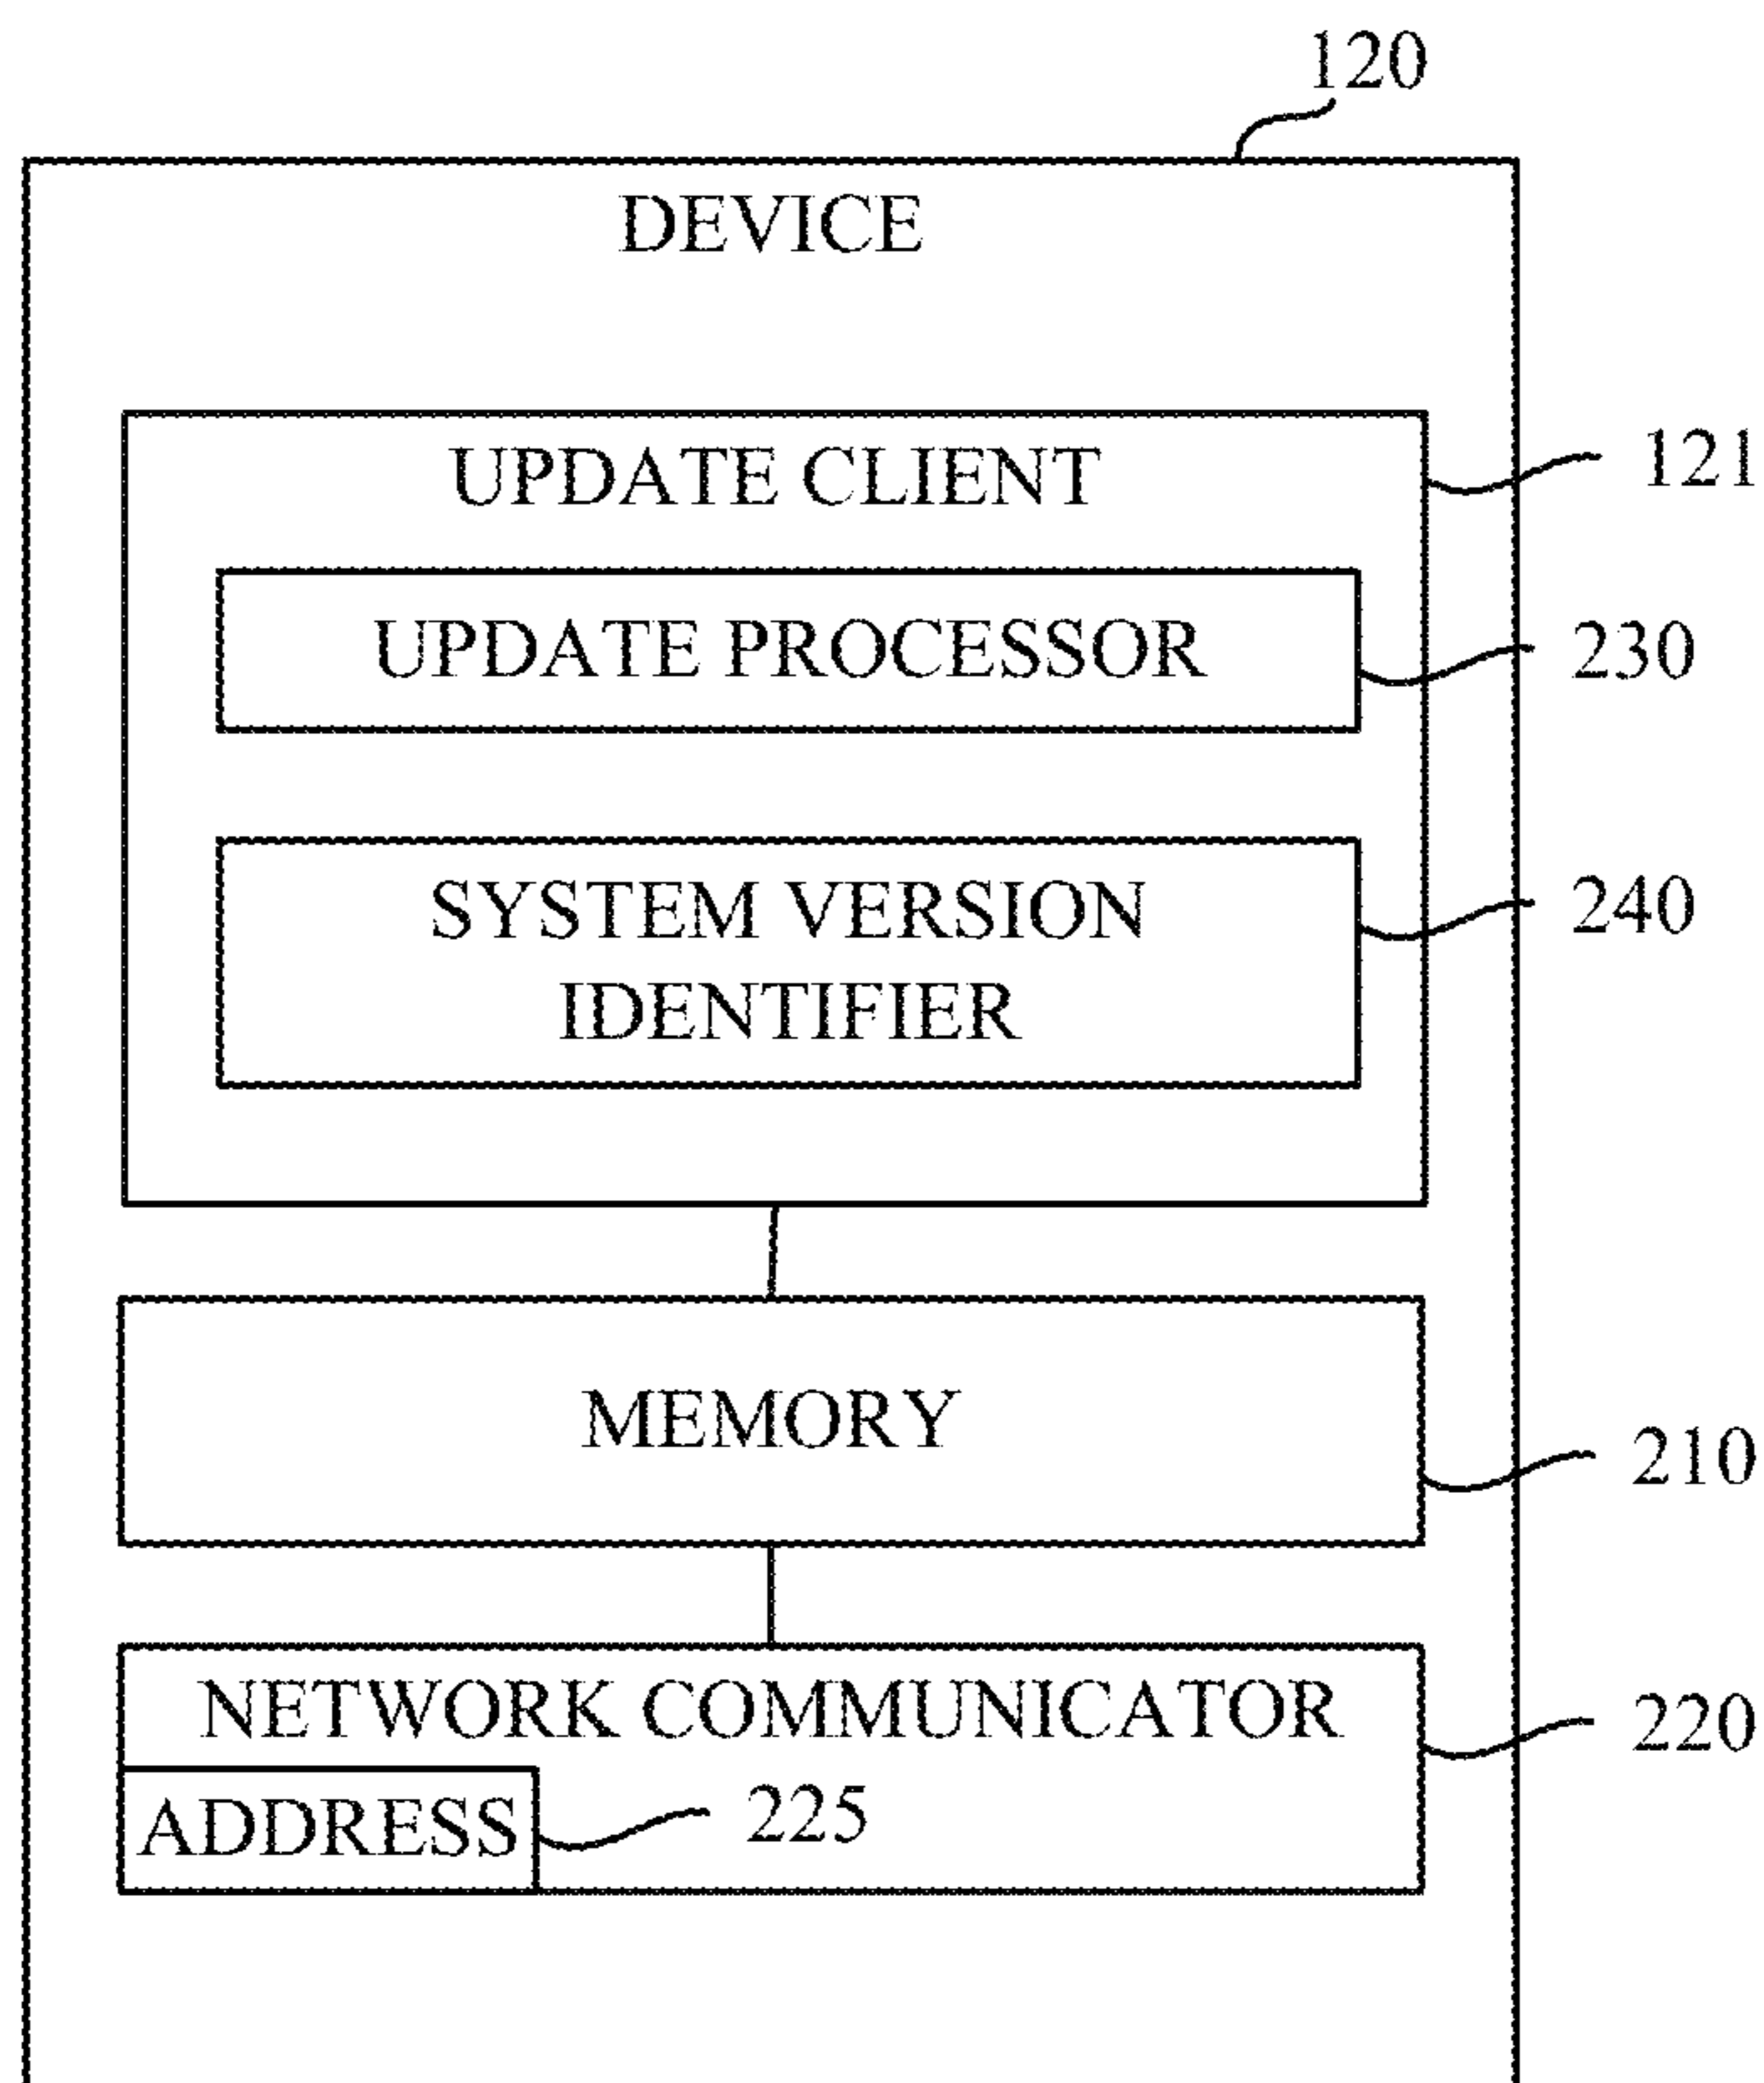 120
DEVICE
UPDATE CLIENT
121
UPDATE PROCESSOR
230
SYSTEM VERSION
IDENTIFIER
240
MEMORY
210
NETWORK COMMUNICATOR
220
ADDRESS
225